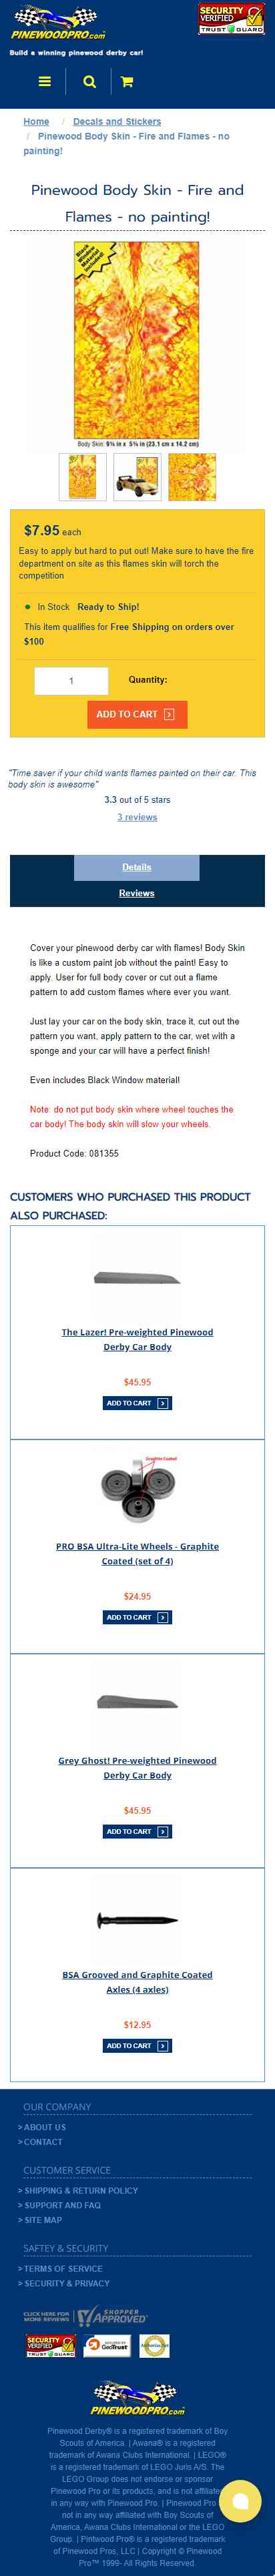 PINEWOODPRO.COM
SECURITY
VERIFIED
TRUST GUARD
Build a winning pinewood derby car!
Home / Decals and Stickers
/ Pinewood Body Skin - Fire and Flames - no
painting!
Pinewood Body Skin - Fire and
Flames - no painting!
Black
Window
Material
Included!
Body Skin: 9⅛ in x 5⅝ in (23.1 cm x 14.2 cm)
$7.95 each
Easy to apply but hard to put out! Make sure to have the fire
department on site as this flames skin will torch the
competition
In Stock Ready to Ship!
This item qualifies for Free Shipping on orders over
$100
1
Quantity:
ADD TO CART
"Time saver if your child wants flames painted on their car. This
body skin is awesome"
3.3 out of 5 stars
3 reviews
Details
Reviews
Cover your pinewood derby car with flames! Body Skin
is like a custom paint job without the paint! Easy to
apply. User for full body cover or cut out a flame
pattern to add custom flames where ever you want.
Just lay your car on the body skin, trace it, cut out the
pattern you want, apply pattern to the car, wet with a
sponge and your car will have a perfect finish!
Even includes Black Window material!
Note: do not put body skin where wheel touches the
car body! The body skin will slow your wheels.
Product Code: 081355
CUSTOMERS WHO PURCHASED THIS PRODUCT
ALSO PURCHASED:
The Lazer! Pre-weighted Pinewood
Derby Car Body
$45.95
ADD TO CART
Graphite Coated
PRO BSA Ultra-Lite Wheels - Graphite
Coated (set of 4)
$24.95
ADD TO CART
Grey Ghost! Pre-weighted Pinewood
Derby Car Body
$45.95
ADD TO CART
BSA Grooved and Graphite Coated
Axles (4 axles)
$12.95
ADD TO CART
OUR COMPANY
> ABOUT US
> CONTACT
CUSTOMER SERVICE
> SHIPPING & RETURN POLICY
> SUPPORT AND FAQ
> SITE MAP
SAFTEY & SECURITY
> TERMS OF SERVICE
> SECURITY & PRIVACY
CLICK HERE FOR
MORE REVIEWS
SHOPPER
APPROVED
SECURITY
VERIFIED
TRUST GUARD
GeoTrust
Authorize.Net
PINEWOODPRO.COM
Pinewood Derby® is a registered trademark of Boy
Scouts of America. | Awana® is a registered
trademark of Awana Clubs International. | LEGO®
is a registered trademark of LEGO Juris A/S. The
LEGO Group does not endorse or sponsor
Pinewood Pro or its products, and is not affiliated
in any way with Pinewood Pro. | Pinewood Pro
not in any way affiliated with Boy Scouts of
America, Awana Clubs International or the LEGO
Group. | Pintwood Pro® is a registered trademark
of Pinewood Pros, LLC | Copyright © Pinewood
Pro™ 1999- All Rights Reserved